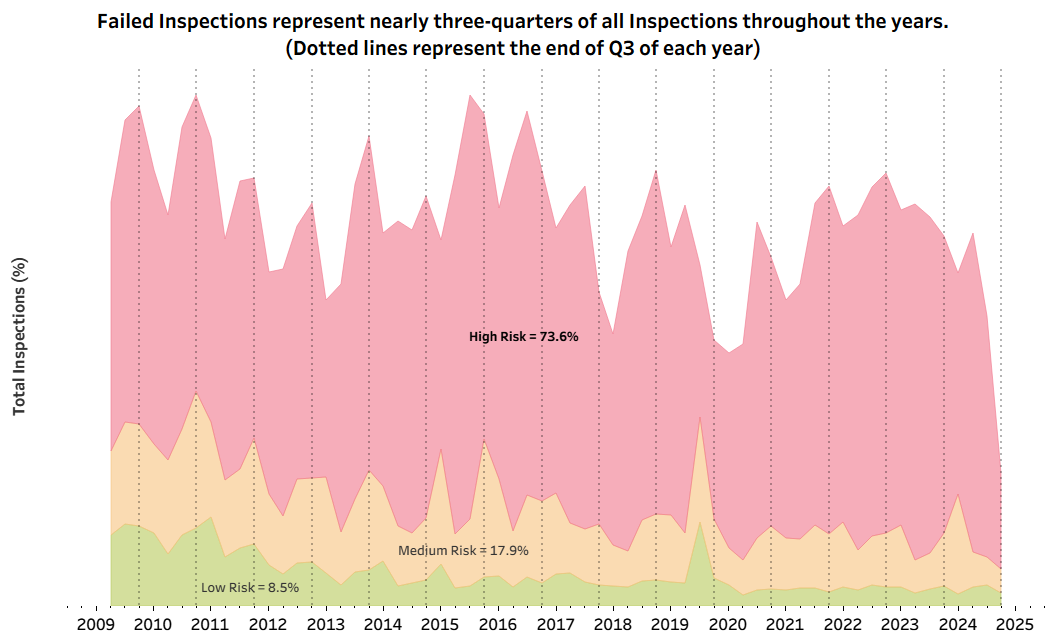 Failed Inspections represent nearly three-quarters of all Inspections throughout the years.
(Dotted lines represent the end of Q3 of each year)
Total Inspections (%)
High Risk = 73.6%
Medium Risk = 17.9%
Low Risk = 8.5%
2009 2010 2011 2012 2013 2014 2015 2016 2017 2018 2019 2020 2021 2022 2023 2024 2025